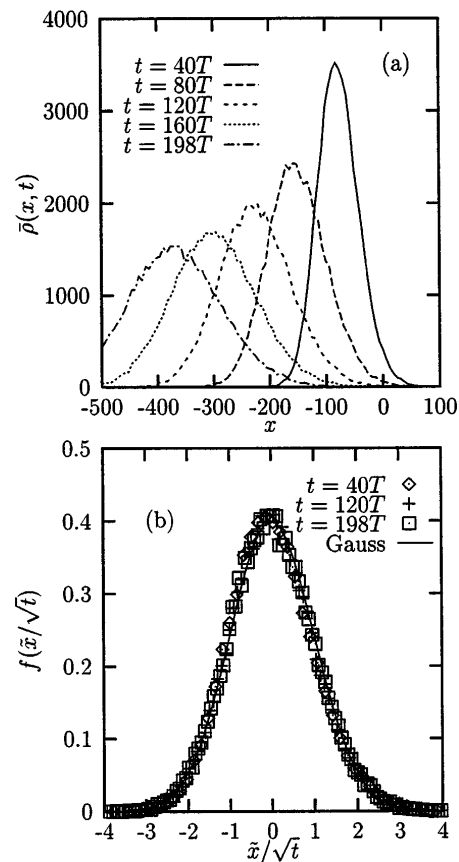 4000
3000
2000
1000
0
ρ̄(x, t)
t = 40T
t = 80T
t = 120T
t = 160T
t = 198T
(a)
-500 -400 -300 -200 -100 0 100
x
0.5
0.4
0.3
0.2
0.1
0
f(x̃/√t)
(b)
t = 40T
t = 120T
t = 198T
Gauss
-4 -3 -2 -1 0 1 2 3 4
x̃/√t